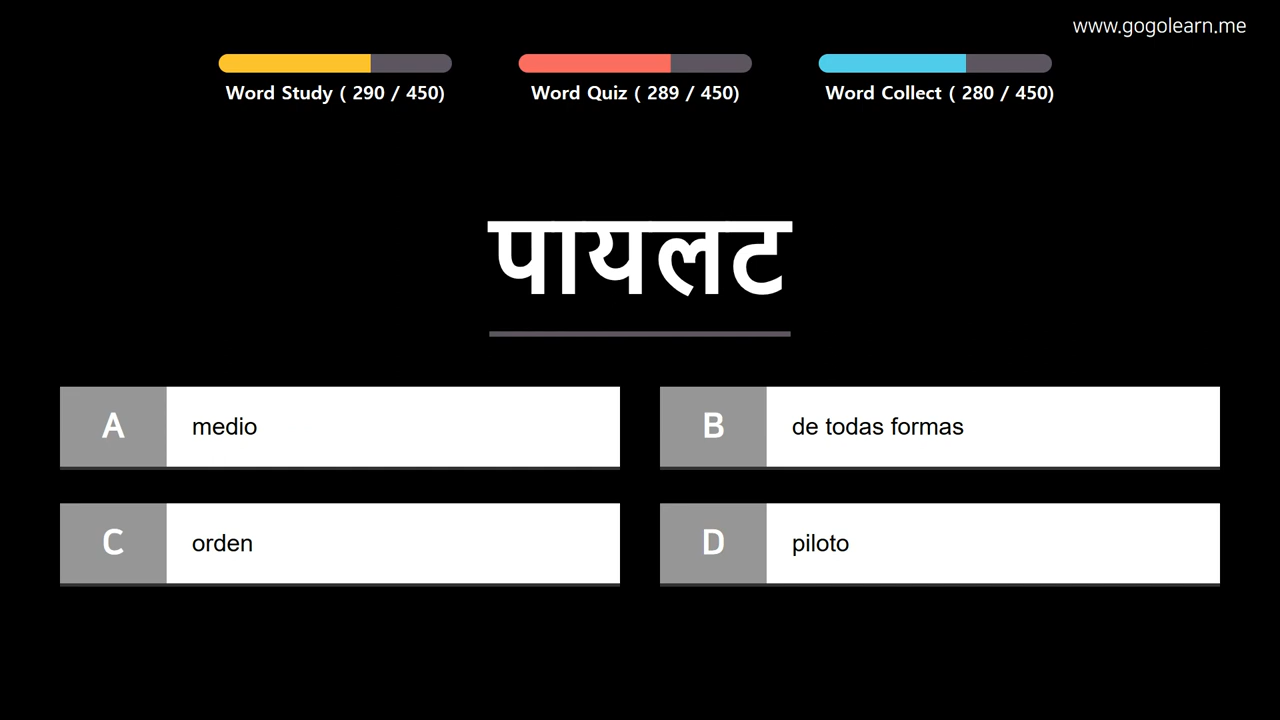 www.gogolearn.me
Word Study ( 290 / 450)
Word Quiz ( 289 / 450)
Word Collect ( 280 / 450)
पायलट
A medio
B de todas formas
C orden
D piloto